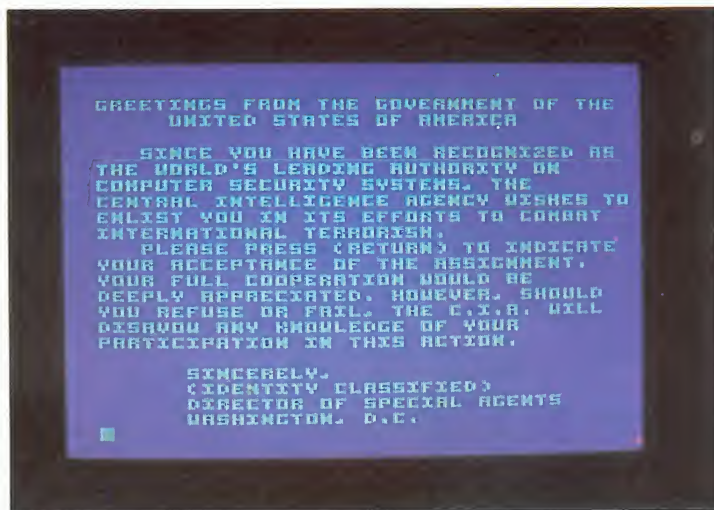 GREETINGS FROM THE GOVERNMENT OF THE
UNITED STATES OF AMERICA
SINCE YOU HAVE BEEN RECOGNIZED AS
THE WORLD'S LEADING AUTHORITY ON
COMPUTER SECURITY SYSTEMS, THE
CENTRAL INTELLIGENCE AGENCY WISHES TO
ENLIST YOU IN ITS EFFORTS TO COMBAT
INTERNATIONAL TERRORISM.
PLEASE PRESS (RETURN) TO INDICATE
YOUR ACCEPTANCE OF THE ASSIGNMENT.
YOUR FULL COOPERATION WOULD BE
DEEPLY APPRECIATED. HOWEVER, SHOULD
YOU REFUSE OR FAIL, THE C.I.A. WILL
DISAVOW ANY KNOWLEDGE OF YOUR
PARTICIPATION IN THIS ACTION.
SINCERELY,
(IDENTITY CLASSIFIED)
DIRECTOR OF SPECIAL AGENTS
WASHINGTON, D.C.